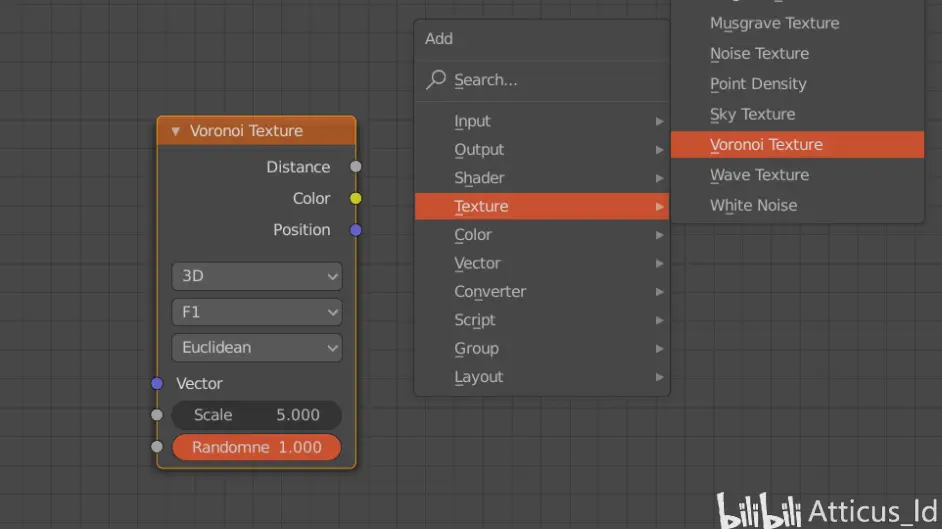 Voronoi Texture
Distance
Color
Position
3D
F1
Euclidean
Vector
Scale 5.000
Randomne 1.000
Add
Search...
Input
Output
Shader
Texture
Color
Vector
Converter
Script
Group
Layout
Musgrave Texture
Noise Texture
Point Density
Sky Texture
Voronoi Texture
Wave Texture
White Noise
bilibili Atticus_Id